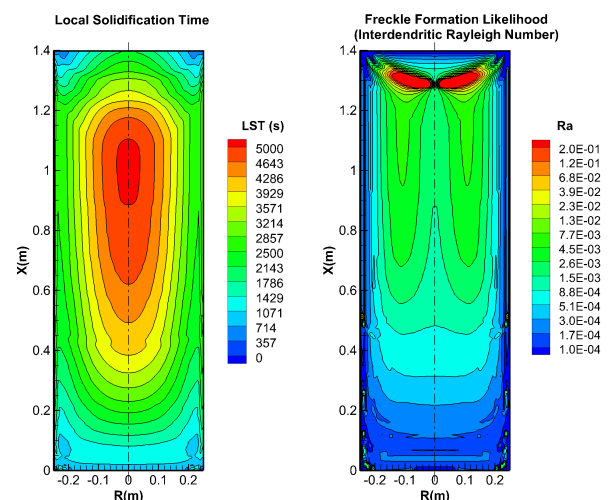 Local Solidification Time
Freckle Formation Likelihood
(Interdendritic Rayleigh Number)
1.4
1.2
1
0.8
0.6
0.4
0.2
0
X(m)
-0.2
-0.1
0
0.1
0.2
R(m)
LST (s)
5000
4643
4286
3929
3571
3214
2857
2500
2143
1786
1429
1071
714
357
0
1.4
1.2
1
0.8
0.6
0.4
0.2
0
X(m)
-0.2
-0.1
0
0.1
0.2
R(m)
Ra
2.0E-01
1.2E-01
6.8E-02
3.9E-02
2.3E-02
1.3E-02
7.7E-03
4.5E-03
2.6E-03
1.5E-03
8.8E-04
5.1E-04
3.0E-04
1.7E-04
1.0E-04